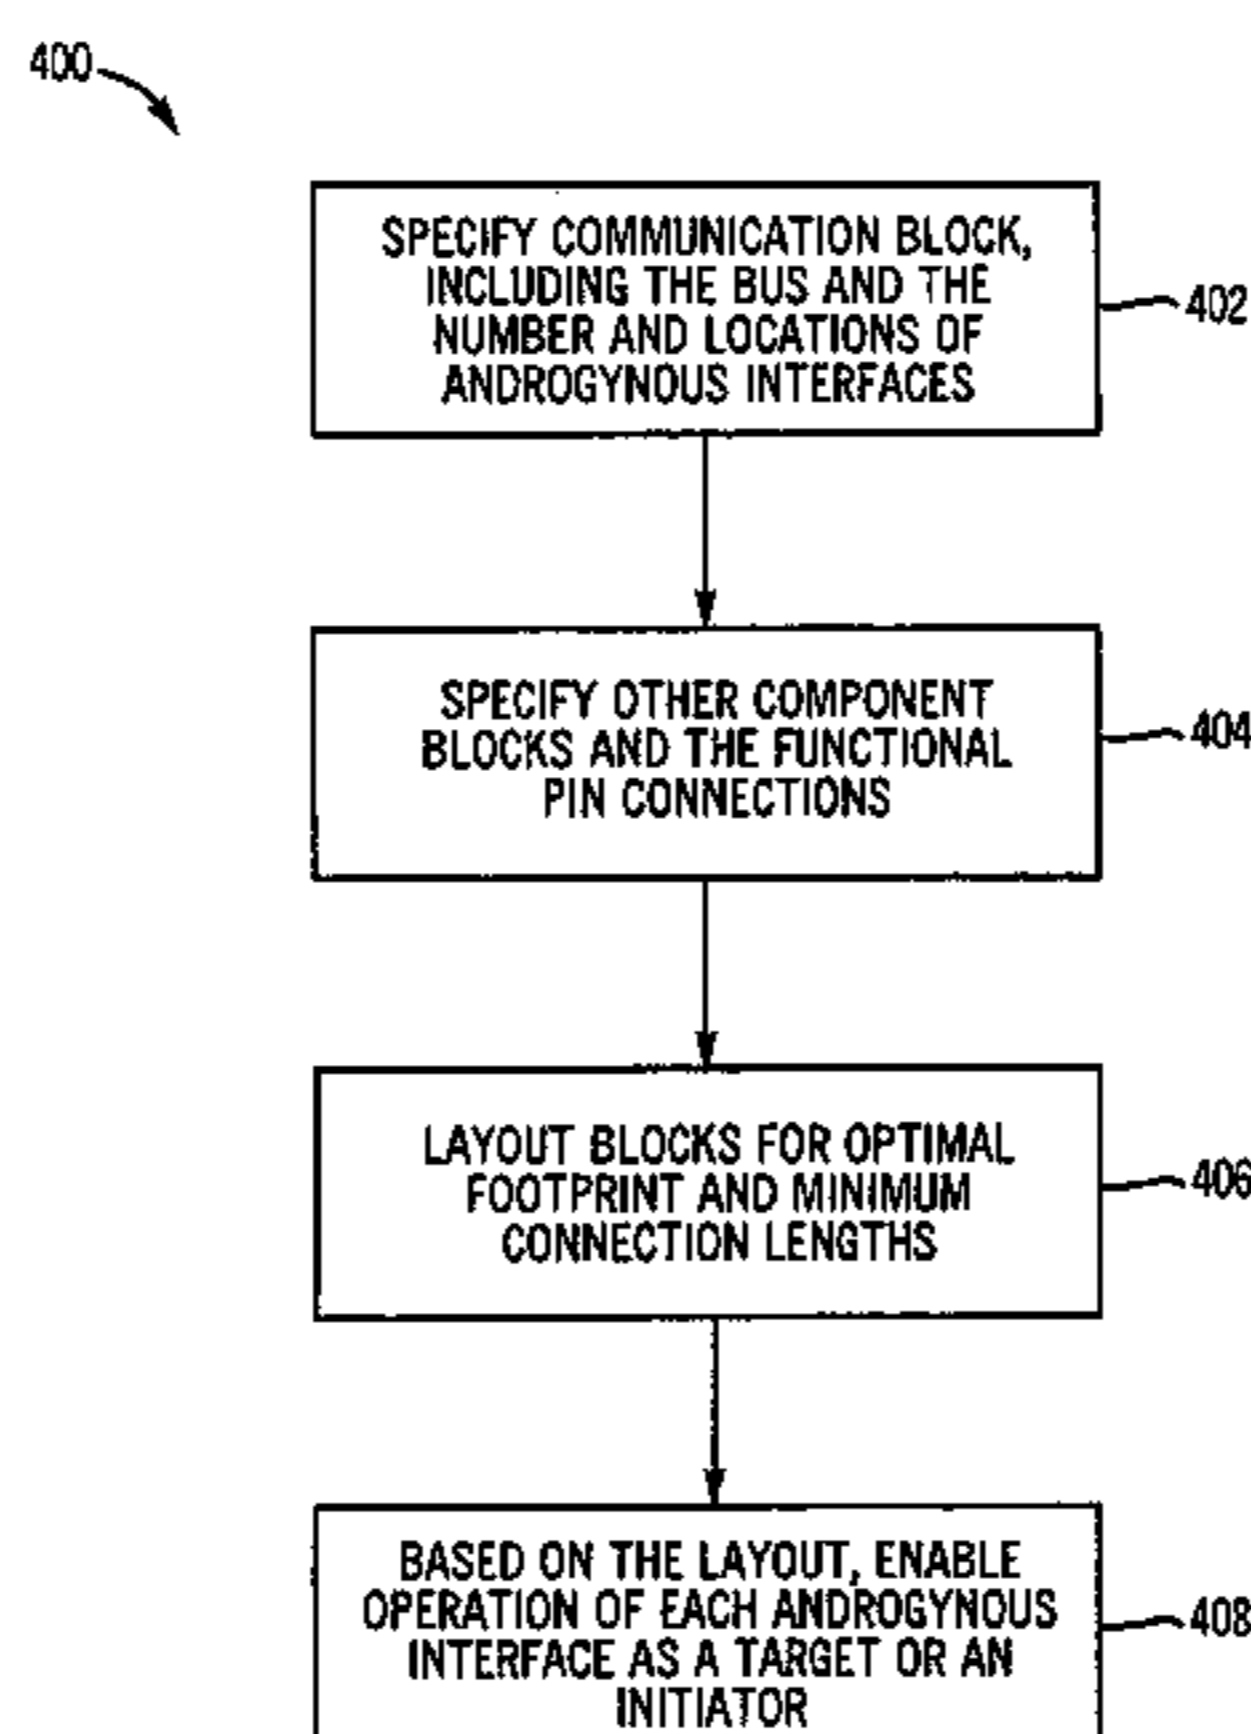 400
SPECIFY COMMUNICATION BLOCK,
INCLUDING THE BUS AND THE
NUMBER AND LOCATIONS OF
ANDROGYNOUS INTERFACES
402
SPECIFY OTHER COMPONENT
BLOCKS AND THE FUNCTIONAL
PIN CONNECTIONS
404
LAYOUT BLOCKS FOR OPTIMAL
FOOTPRINT AND MINIMUM
CONNECTION LENGTHS
406
BASED ON THE LAYOUT, ENABLE
OPERATION OF EACH ANDROGYNOUS
INTERFACE AS A TARGET OR AN
INITIATOR
408